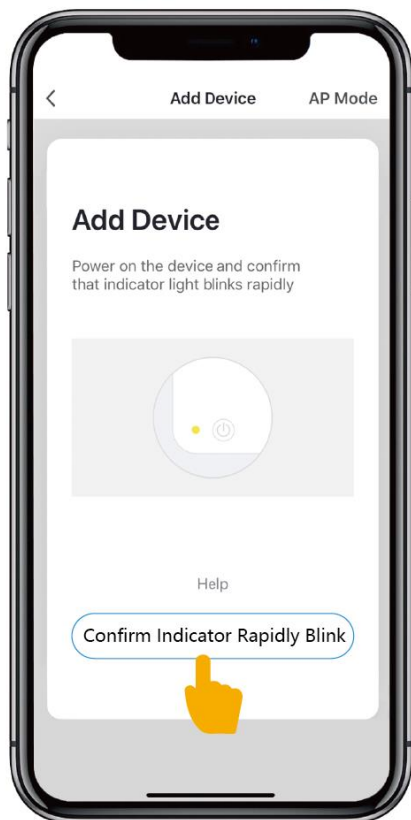 Add Device AP Mode
Add Device
Power on the device and confirm
that indicator light blinks rapidly
Help
Confirm Indicator Rapidly Blink